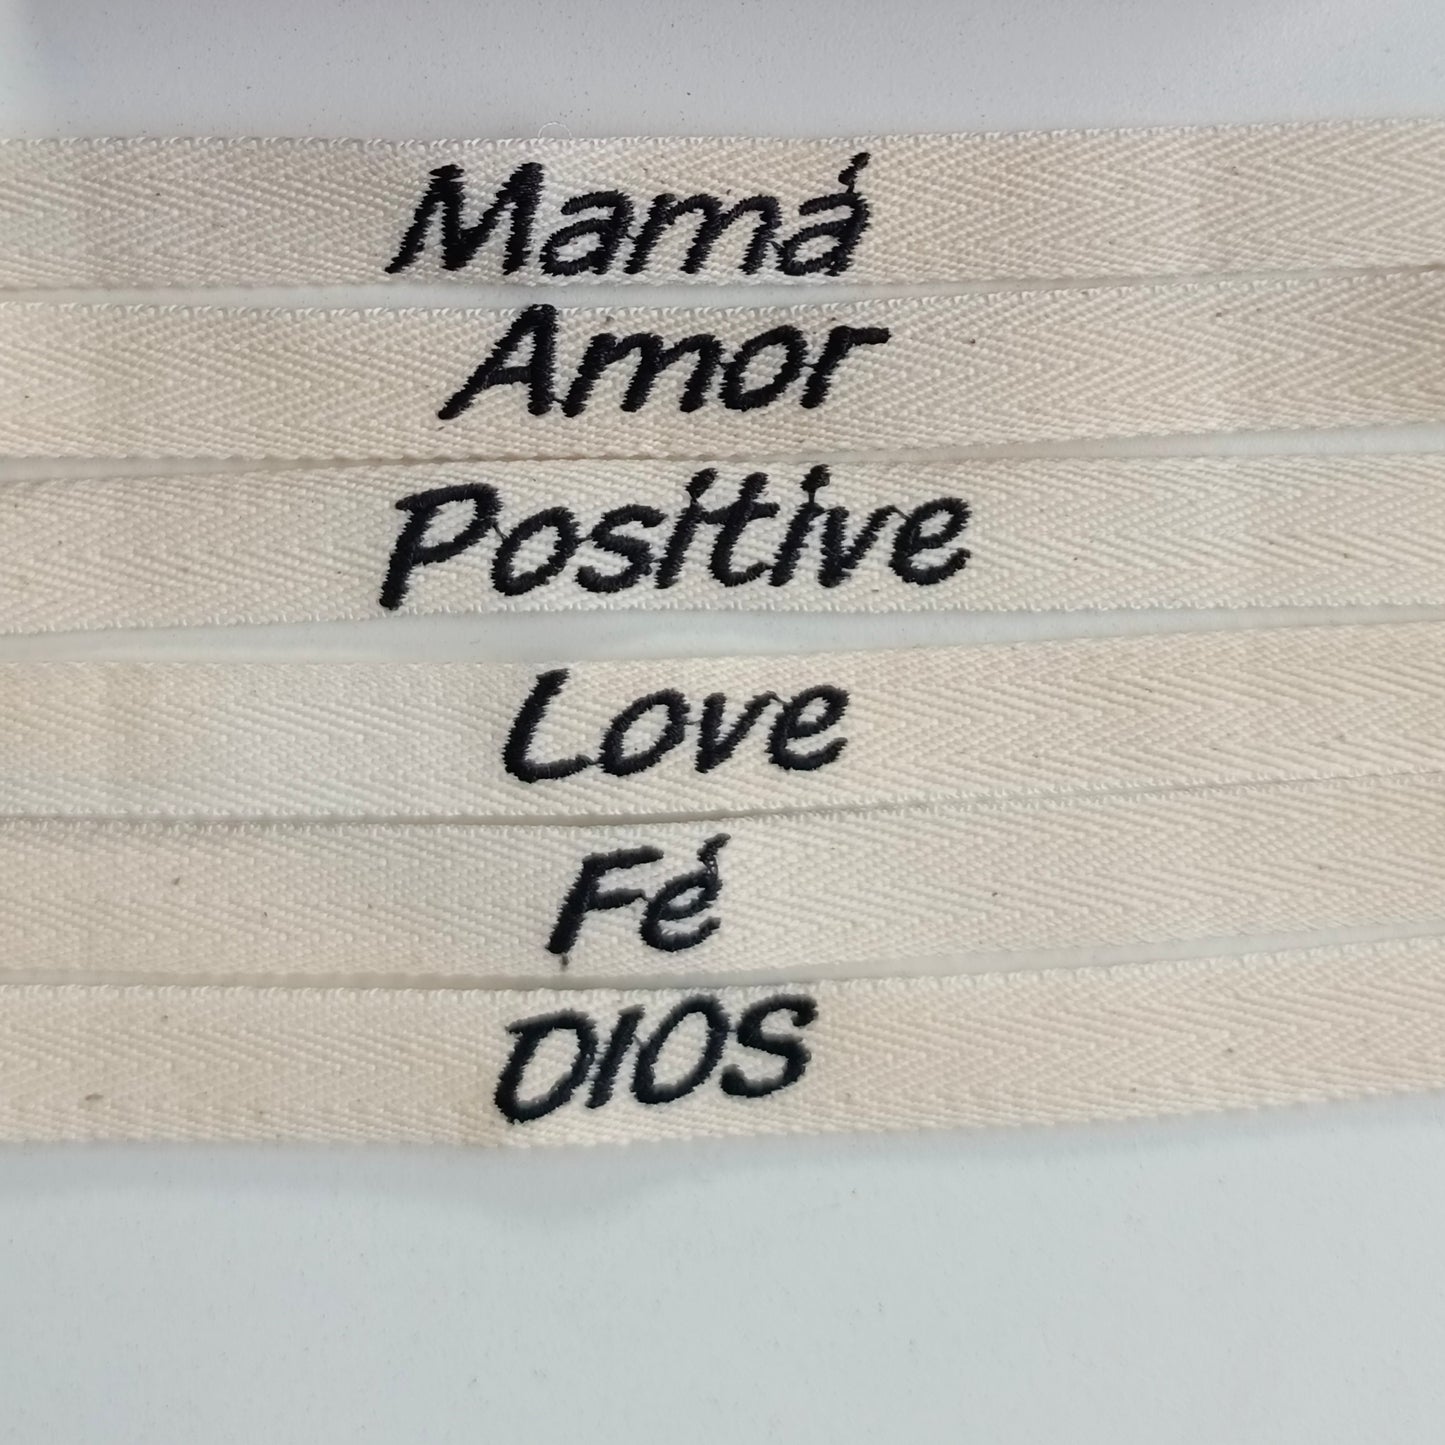 Mamá
Amor
Positive
Love
Fé
DIOS